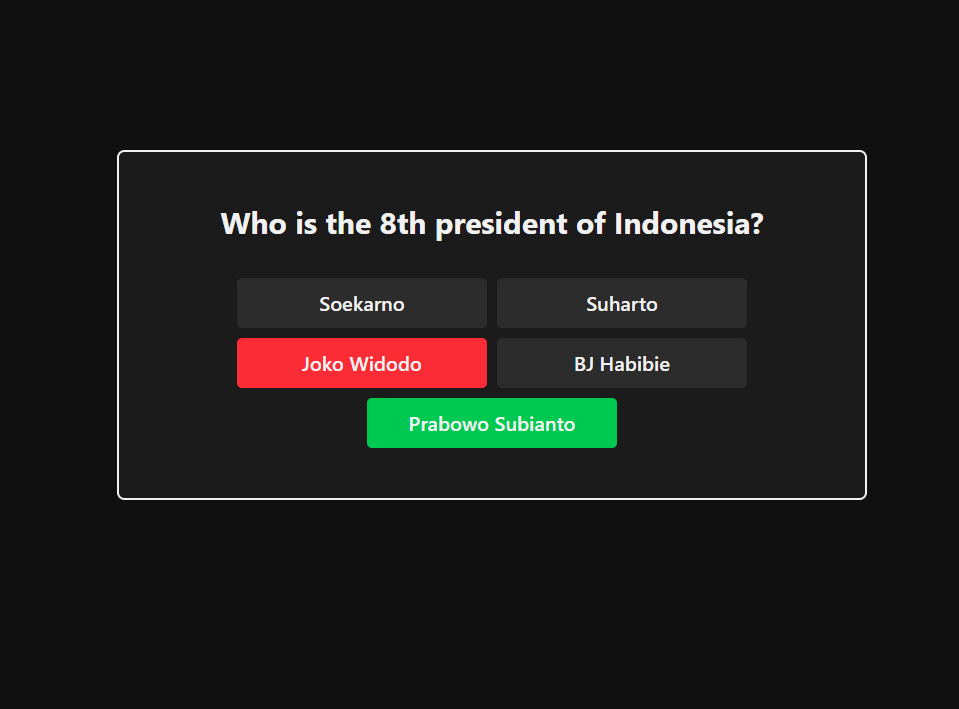 Who is the 8th president of Indonesia?
Soekarno
Suharto
Joko Widodo
BJ Habibie
Prabowo Subianto